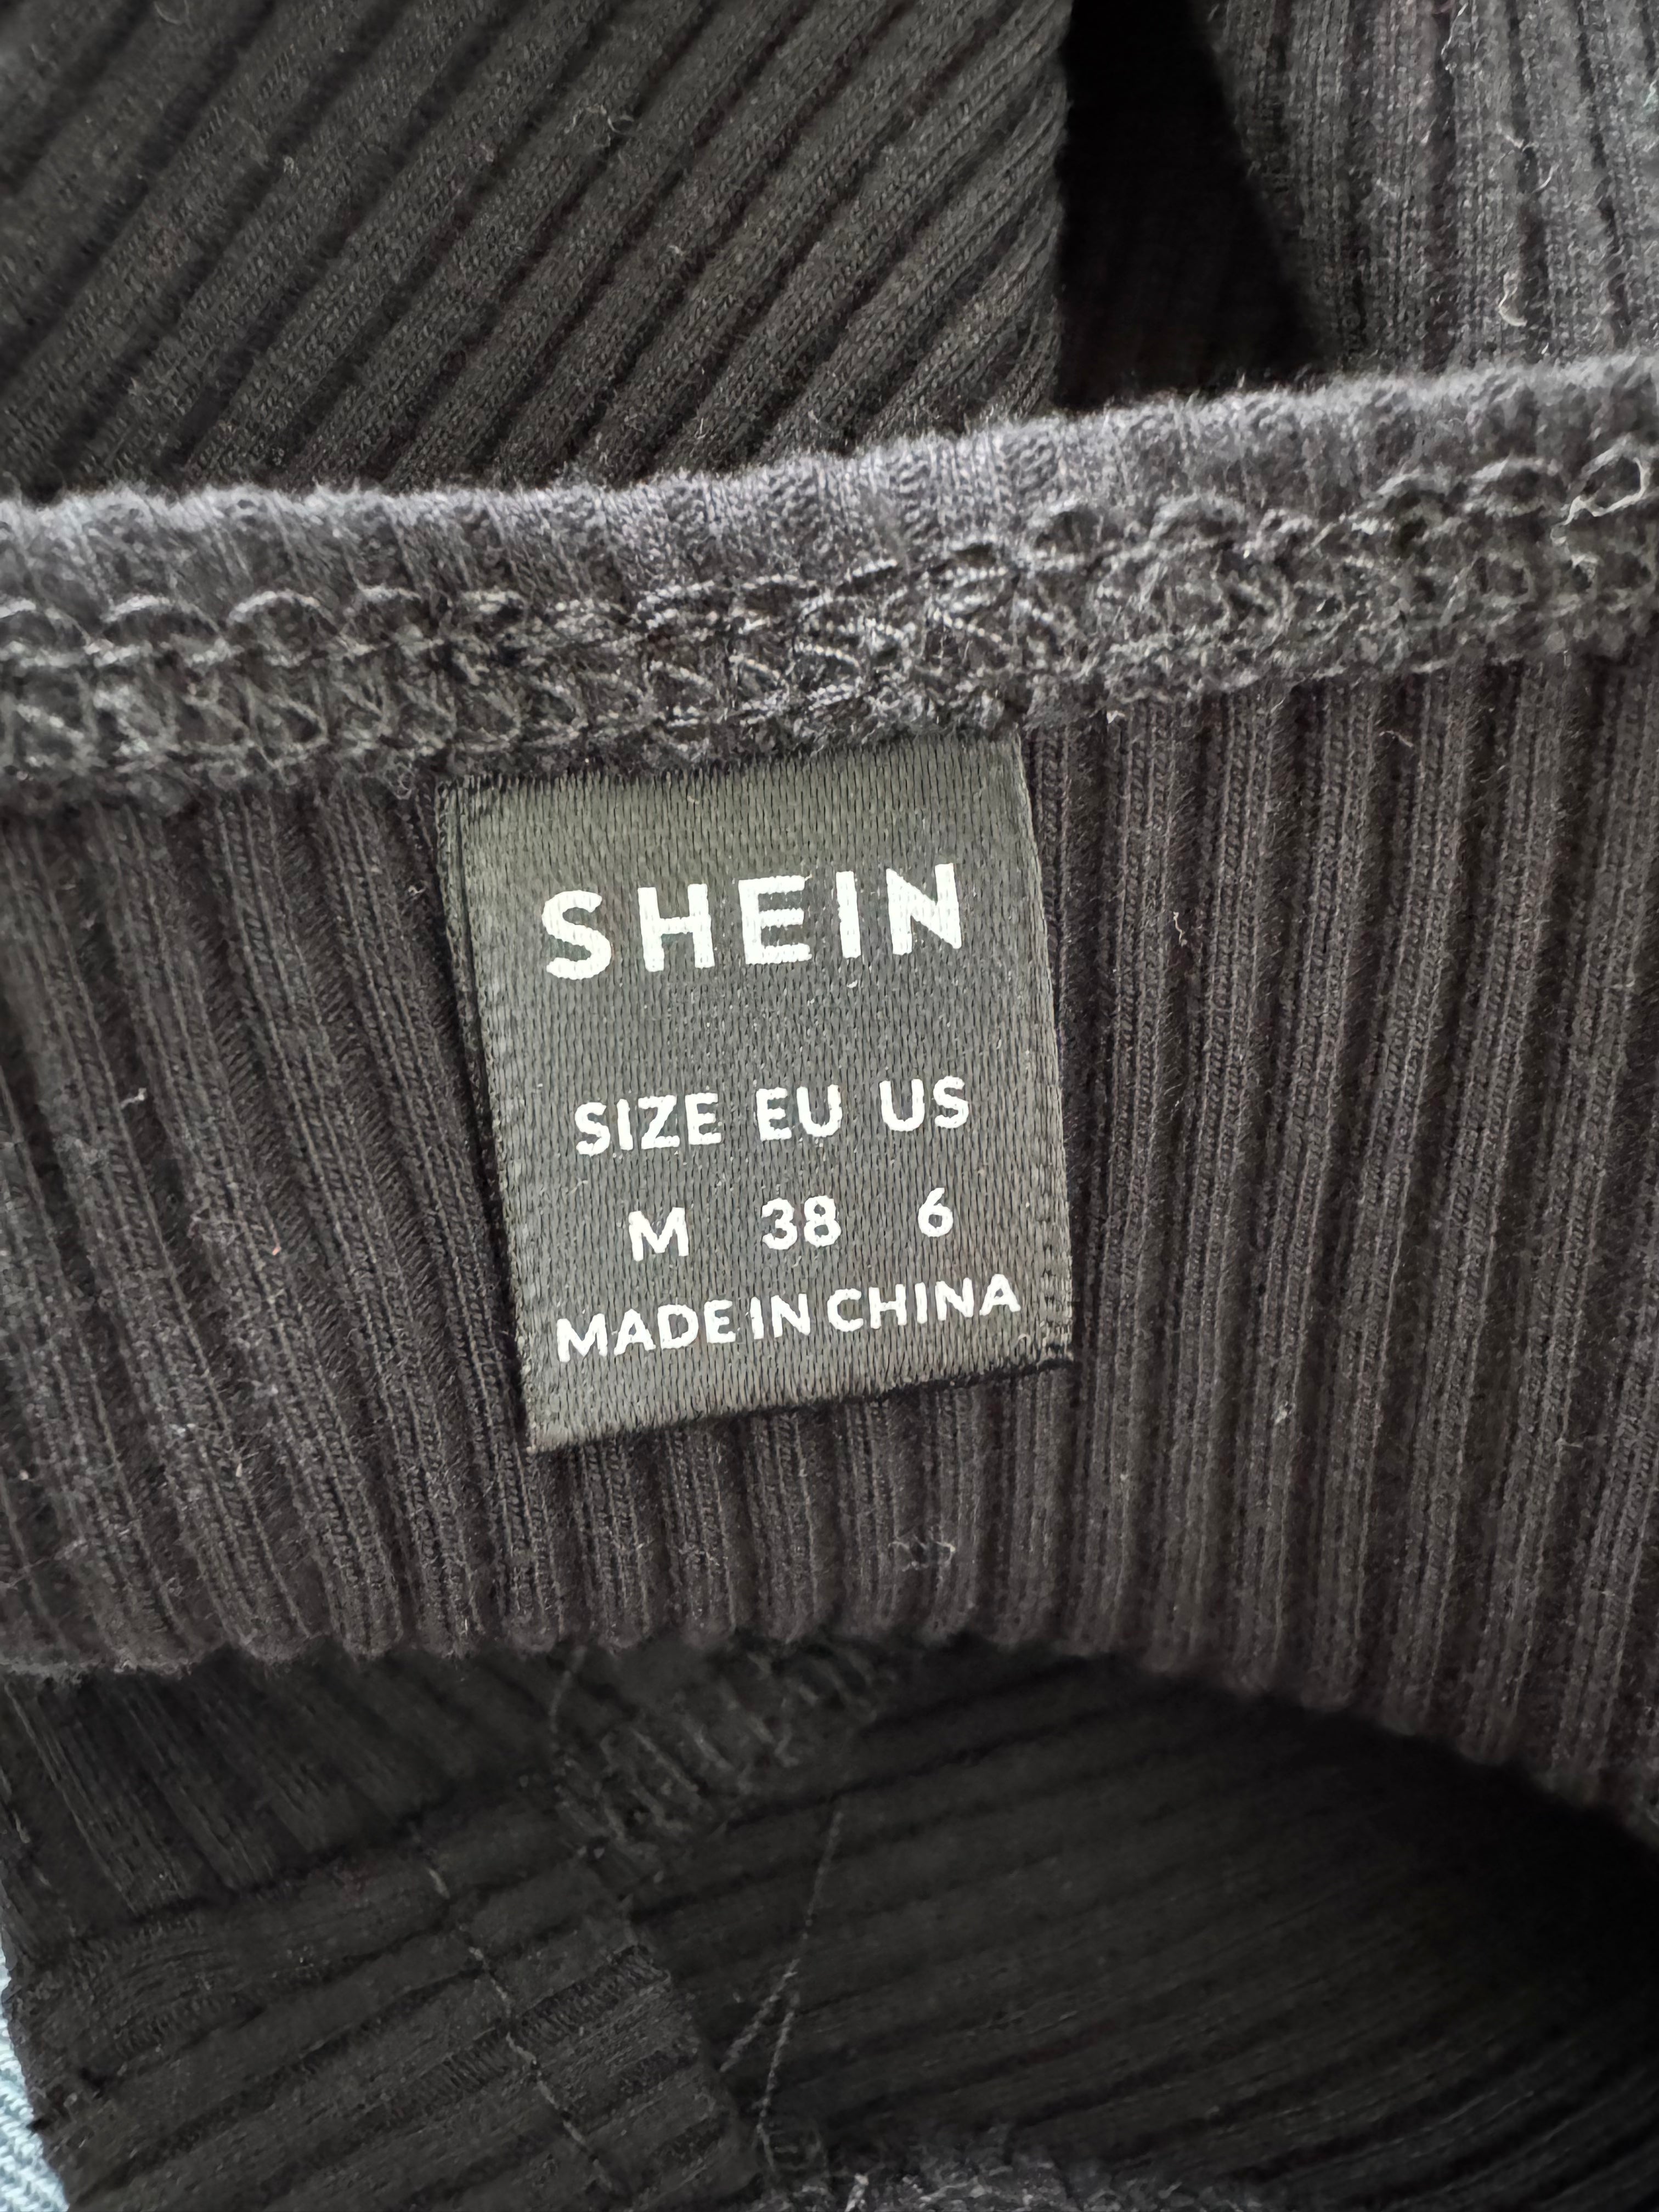 SHEIN
SIZE EU US
M 38 6
MADE IN CHINA